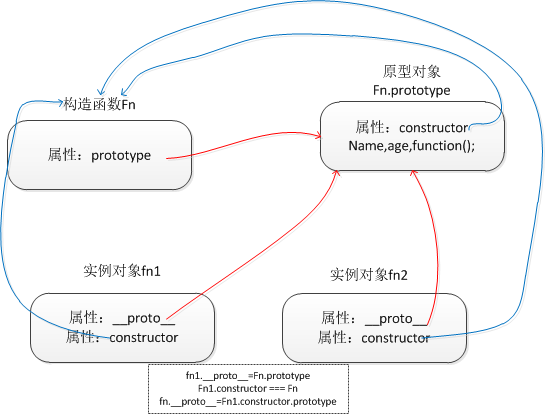 原型对象
Fn.prototype
构造函数Fn
属性：constructor
Name,age,function();
属性：prototype
实例对象fn1
实例对象fn2
属性：__proto__
属性：constructor
属性：__proto__
属性：constructor
fn1.__proto__=Fn.prototype
Fn1.constructor === Fn
fn.__proto__=Fn1.constructor.prototype